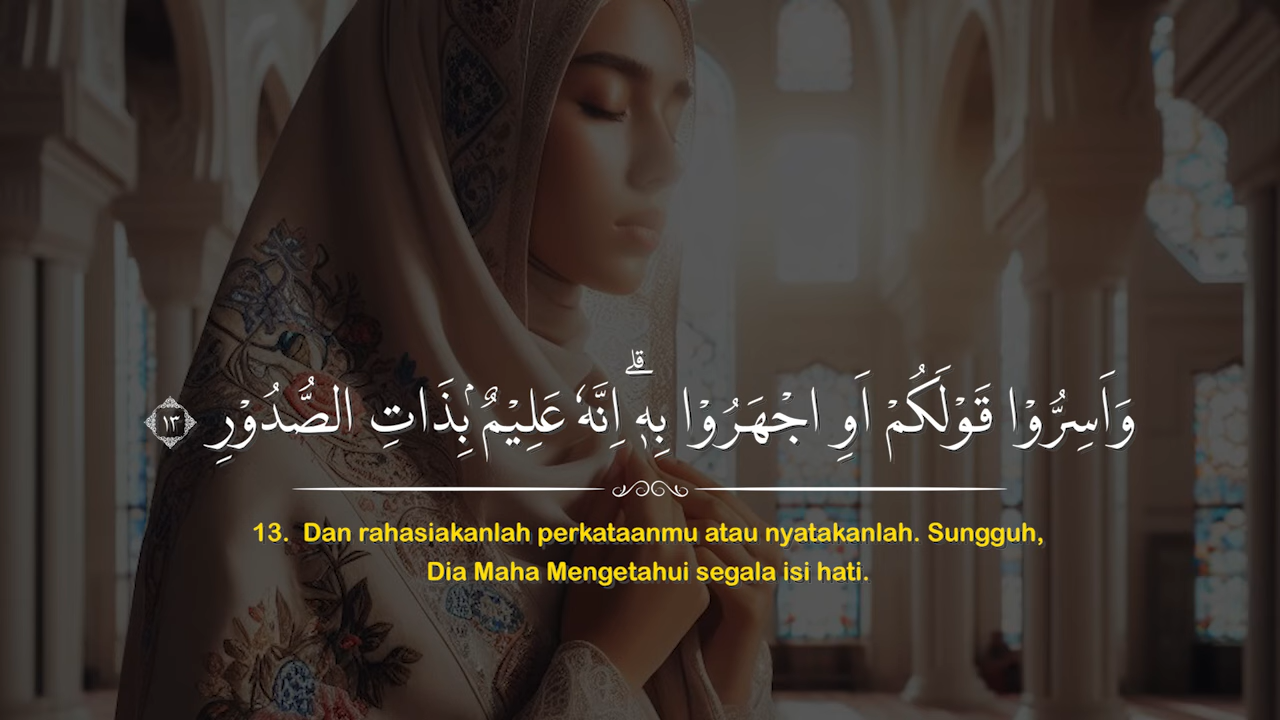 وَاَسِرُّوْا قَوْلَكُمْ اَوِ اجْهَرُوْا بِهٖۗ اِنَّهٗ عَلِيْمٌۢ بِذَاتِ الصُّدُوْرِ ١٣
13. Dan rahasiakanlah perkataanmu atau nyatakanlah. Sungguh,
Dia Maha Mengetahui segala isi hati.